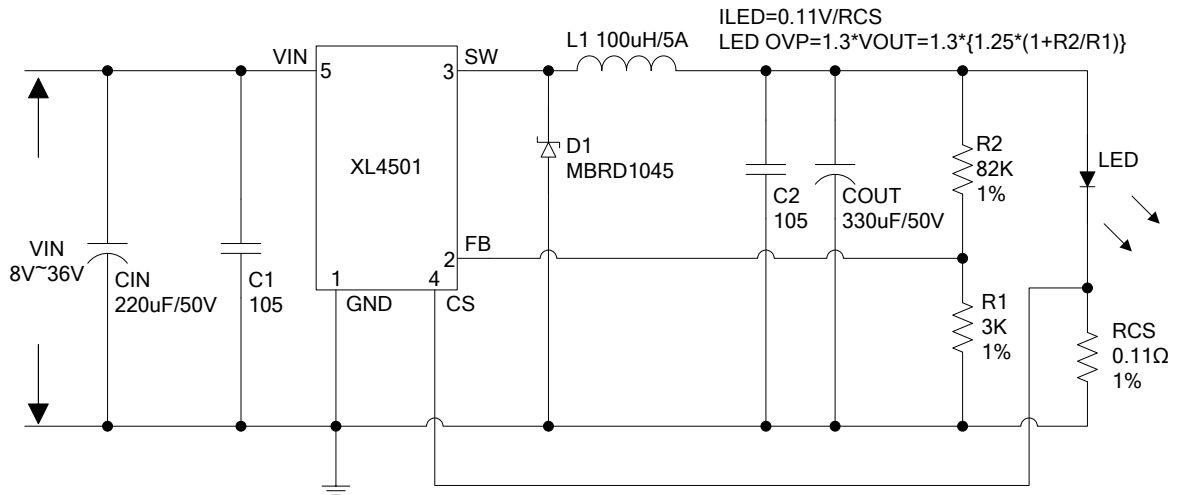 ILED=0.11V/RCS
LED OVP=1.3*VOUT=1.3*{1.25*(1+R2/R1)}
L1 100uH/5A
VIN
5
3
SW
XL4501
D1
MBRD1045
R2
82K
1%
LED
C2
105
COUT
330uF/50V
VIN
8V~36V
CIN
220uF/50V
C1
105
2
FB
1
GND
4
CS
R1
3K
1%
RCS
0.11Ω
1%